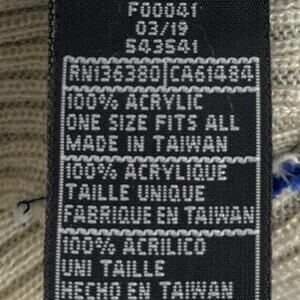 F00041
03/19
543541
RN136380 CA61484
100% ACRYLIC
ONE SIZE FITS ALL
MADE IN TAIWAN
100% ACRYLIQUE
TAILLE UNIQUE
FABRIQUE EN TAIWAN
100% ACRILICO
UNI TAILLE
HECHO EN TAIWAN